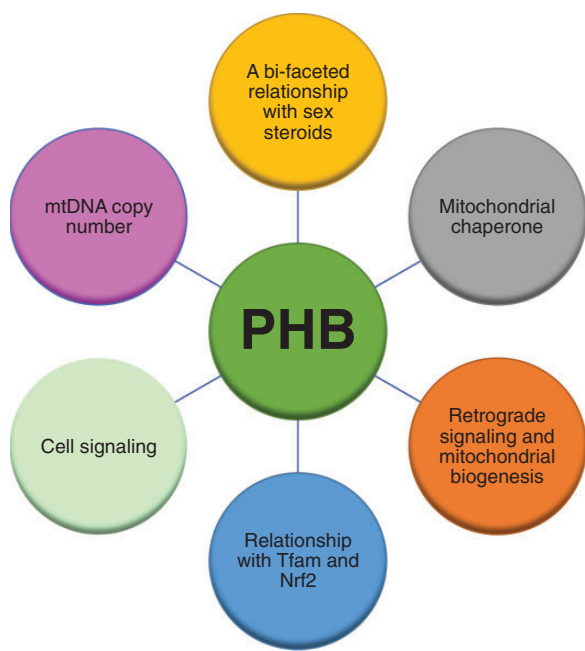 A bi-faceted
relationship
with sex
steroids
mtDNA copy
number
Mitochondrial
chaperone
PHB
Cell signaling
Retrograde
signaling and
mitochondrial
biogenesis
Relationship
with Tfam and
Nrf2